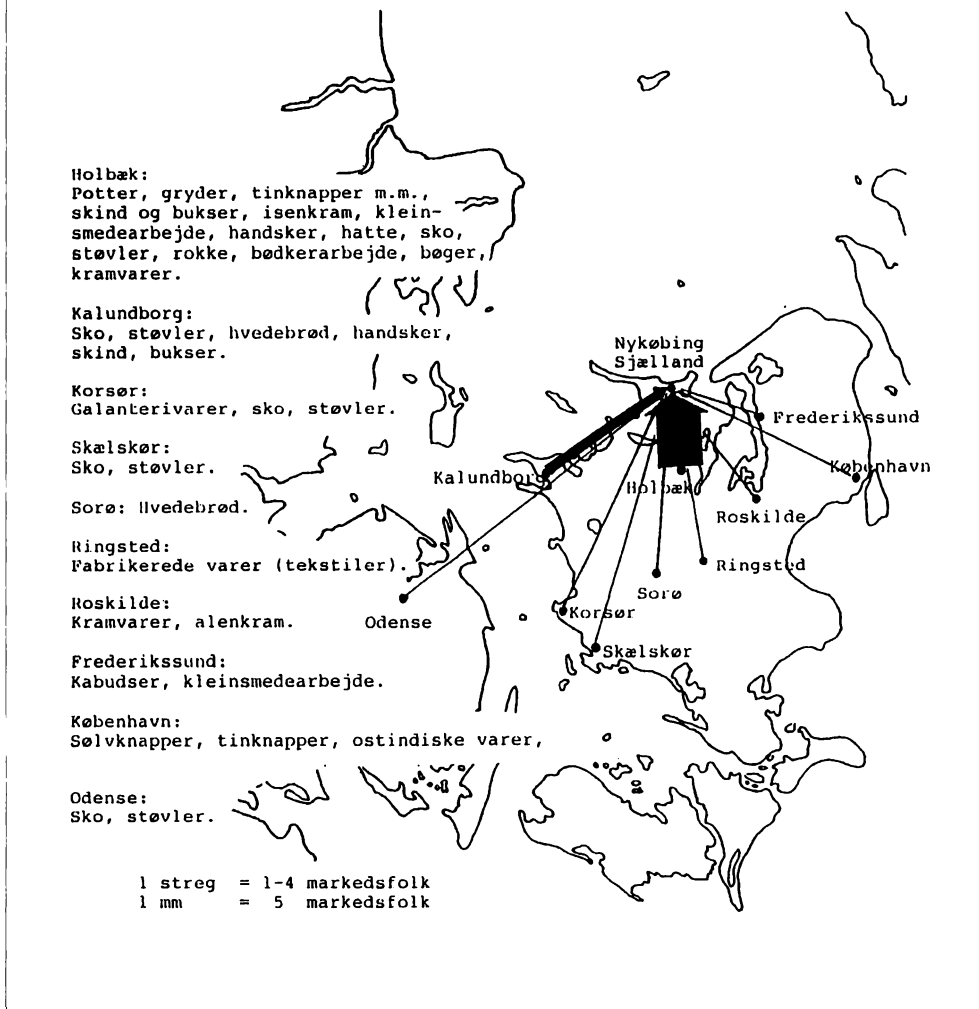 Holbæk:
Potter, gryder, tinknapper m.m.,
skind og bukser, isenkram, klein-
smedearbejde, handsker, hatte, sko,
støvler, rokke, bødkerarbejde, bøger,
kramvarer.
Kalundborg:
Sko, støvler, hvedebrød, handsker,
skind, bukser.
Korsør:
Galanterivarer, sko, støvler.
Skælskør:
Sko, støvler.
Sorø: Hvedebrød.
Ringsted:
Fabrikerede varer (tekstiler).
Roskilde:
Kramvarer, alenkram.
Frederikssund:
Kabudser, kleinsmedearbejde.
København:
Sølvknapper, tinknapper, ostindiske varer,
Odense:
Sko, støvler.
1 streg = 1-4 markedsfolk
1 mm = 5 markedsfolk
Nykøbing
Sjælland
Frederikssund
København
Kalundborg
Holbæk
Roskilde
Ringsted
Sorø
Korsør
Odense
Skælskør